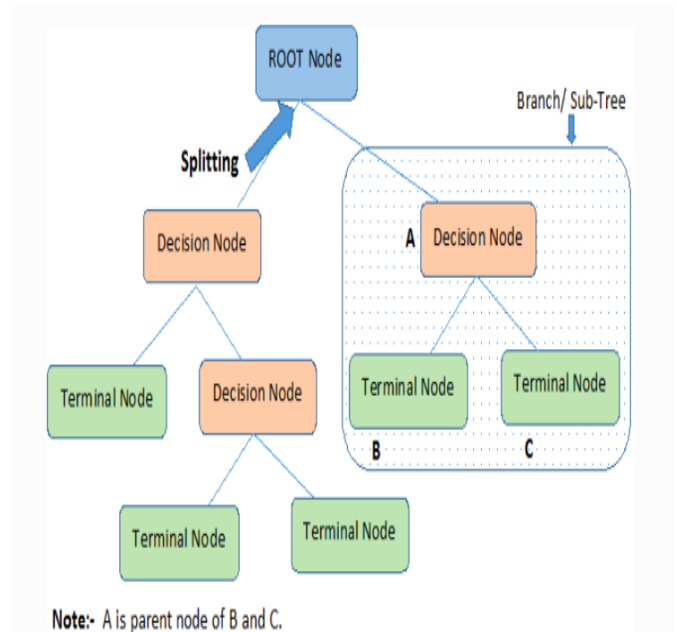 ROOT Node
Branch/ Sub-Tree
Splitting
Decision Node
A
Decision Node
Terminal Node
Decision Node
Terminal Node
Terminal Node
B
C
Terminal Node
Terminal Node
Note:- A is parent node of B and C.